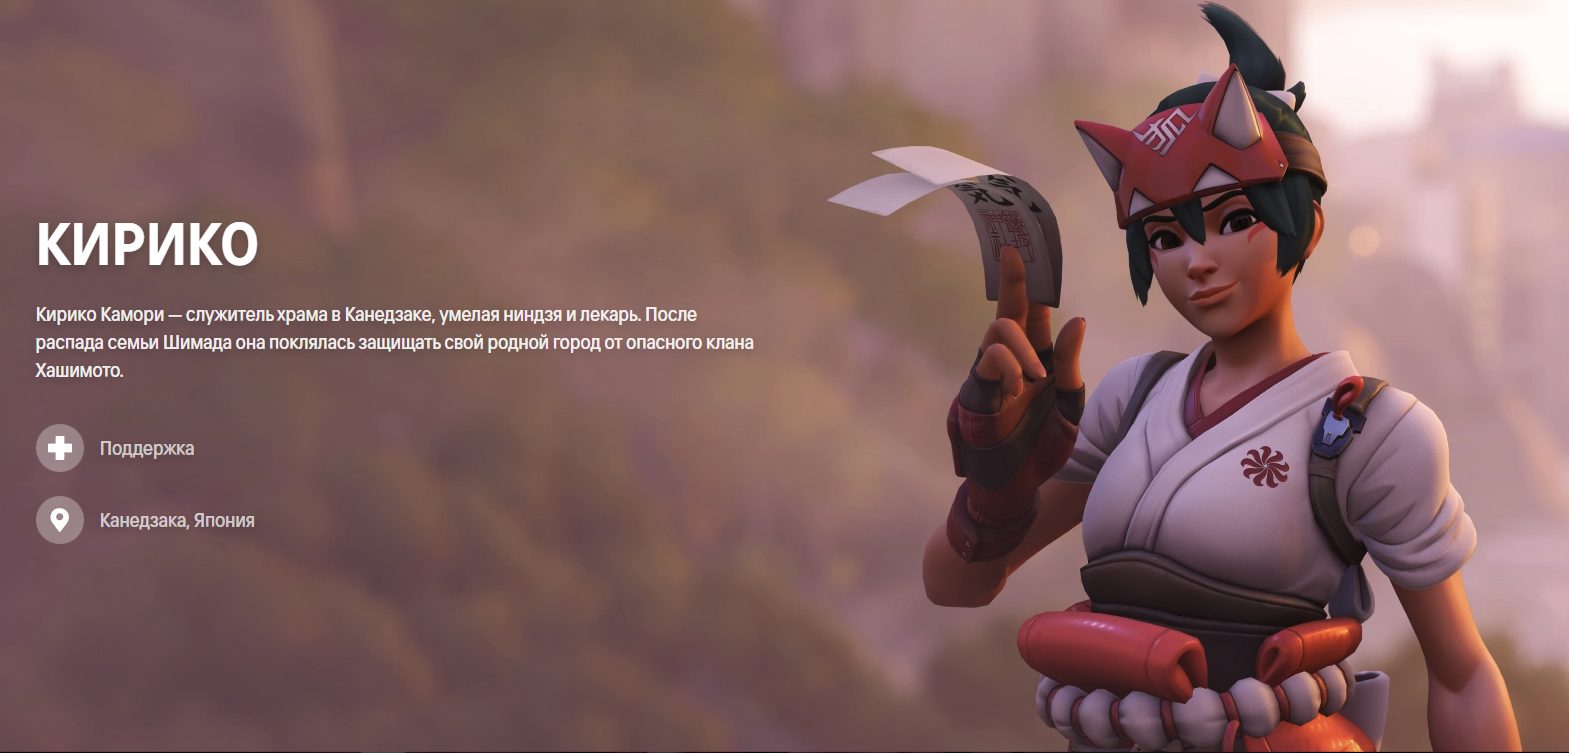 КИРИКО
Кирико Камори — служитель храма в Канедзаке, умелая ниндзя и лекарь. После
распада семьи Шимада она поклялась защищать свой родной город от опасного клана
Хашимото.
Поддержка
Канедзака, Япония